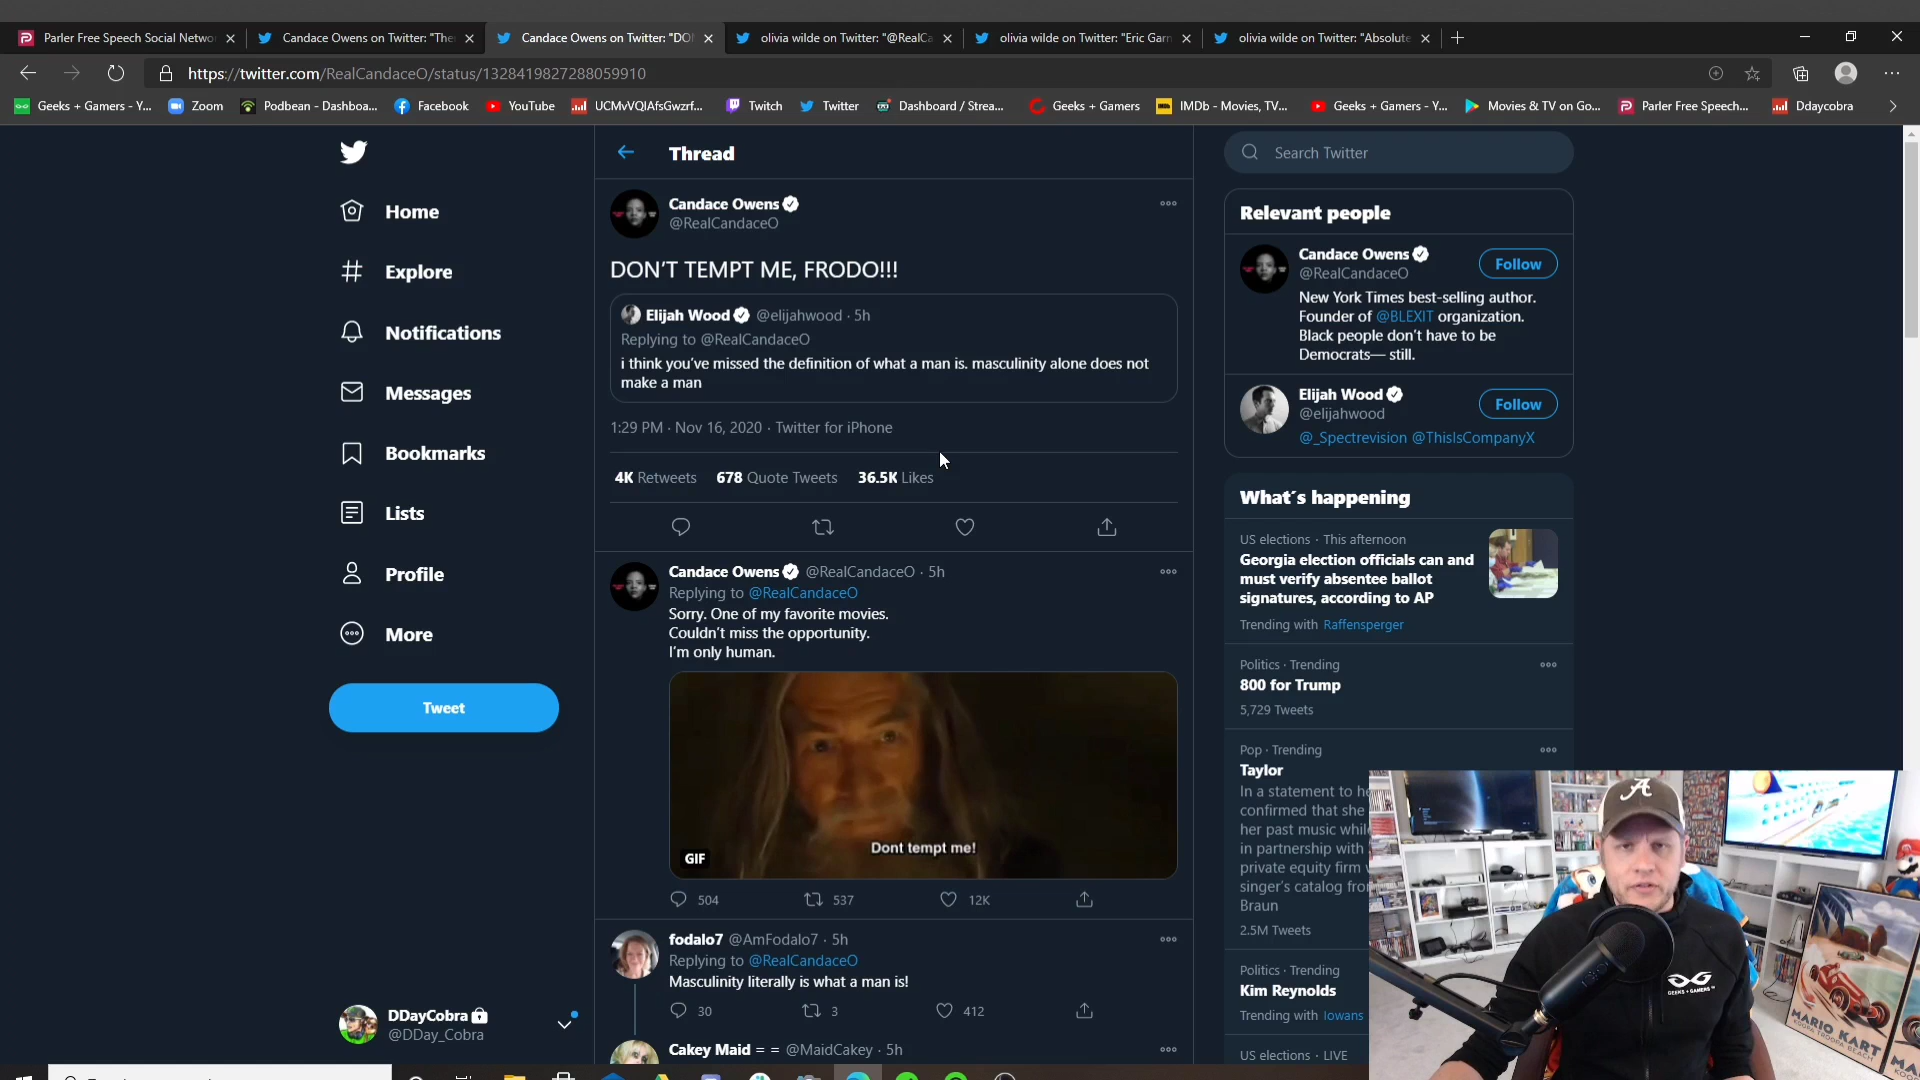 Parler Free Speech Social Netwo
Candace Owens on Twitter: "The
Candace Owens on Twitter: "DO
olivia wilde on Twitter: "@RealCa
olivia wilde on Twitter: "Eric Garn
olivia wilde on Twitter: "Absolute
https://twitter.com/RealCandaceO/status/1328419827288059910
Geeks + Gamers - Y...
Zoom
Podbean - Dashboa...
Facebook
YouTube
UCMvVQIAfsGwzrf...
Twitch
Twitter
Dashboard / Strea...
Geeks + Gamers
IMDb - Movies, TV...
Geeks + Gamers - Y...
Movies & TV on Go...
Parler Free Speech...
Ddaycobra
Home
Explore
Notifications
Messages
Bookmarks
Lists
Profile
More
Tweet
DDayCobra
@DDay_Cobra
Thread
Candace Owens
@RealCandaceO
DON'T TEMPT ME, FRODO!!!
Elijah Wood @elijahwood · 5h
Replying to @RealCandaceO
i think you've missed the definition of what a man is. masculinity alone does not
make a man
1:29 PM · Nov 16, 2020 · Twitter for iPhone
4K Retweets 678 Quote Tweets 36.5K Likes
Candace Owens @RealCandaceO · 5h
Replying to @RealCandaceO
Sorry. One of my favorite movies.
Couldn't miss the opportunity.
I'm only human.
Dont tempt me!
GIF
504 537 12K
fodalo7 @AmFodalo7 · 5h
Replying to @RealCandaceO
Masculinity literally is what a man is!
30 3 412
Cakey Maid = = @MaidCakey · 5h
Search Twitter
Relevant people
Candace Owens
@RealCandaceO
Follow
New York Times best-selling author.
Founder of @BLEXIT organization.
Black people don't have to be
Democrats— still.
Elijah Wood
@elijahwood
Follow
@_Spectrevision @ThisIsCompanyX
What's happening
US elections · This afternoon
Georgia election officials can and
must verify absentee ballot
signatures, according to AP
Trending with Raffensperger
Politics · Trending
800 for Trump
5,729 Tweets
Pop · Trending
Taylor
In a statement to he
confirmed that she
her past music whil
in partnership with
private equity firm
singer's catalog fro
Braun
2.5M Tweets
Politics · Trending
Kim Reynolds
Trending with Iowans
US elections · LIVE
A
GEEKS + GAMERS
MARIO KART
KOOPA TROOPA BEACH